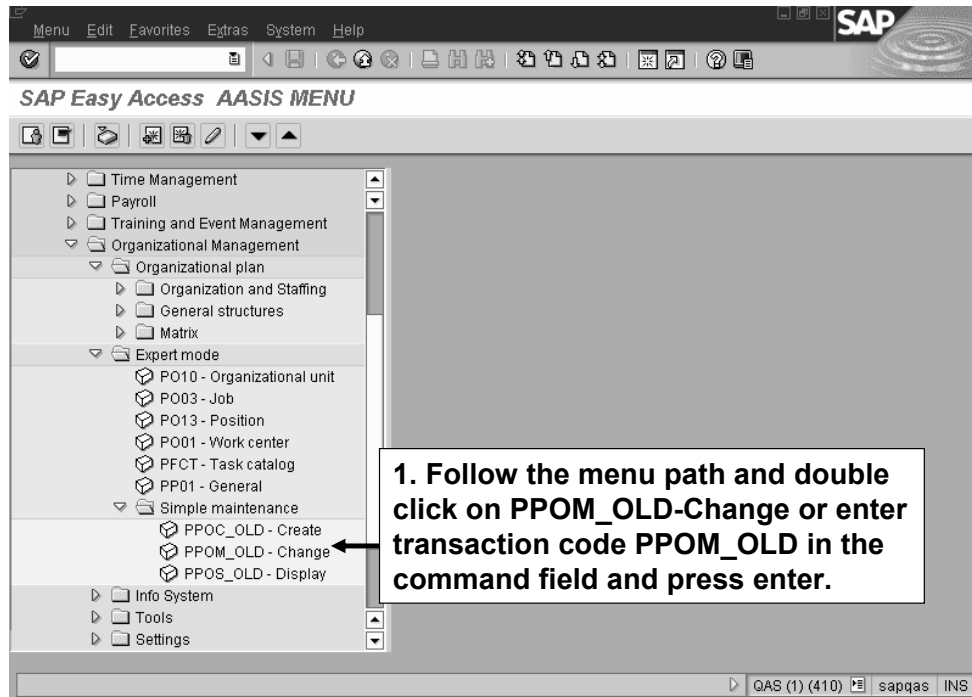 Menu Edit Favorites Extras System Help
SAP
SAP Easy Access AASIS MENU
Time Management
Payroll
Training and Event Management
Organizational Management
Organizational plan
Organization and Staffing
General structures
Matrix
Expert mode
PO10 - Organizational unit
PO03 - Job
PO13 - Position
PO01 - Work center
PFCT - Task catalog
PP01 - General
Simple maintenance
PPOC_OLD - Create
PPOM_OLD - Change
PPOS_OLD - Display
Info System
Tools
Settings
1. Follow the menu path and double
click on PPOM_OLD-Change or enter
transaction code PPOM_OLD in the
command field and press enter.
QAS (1) (410) sapqas INS